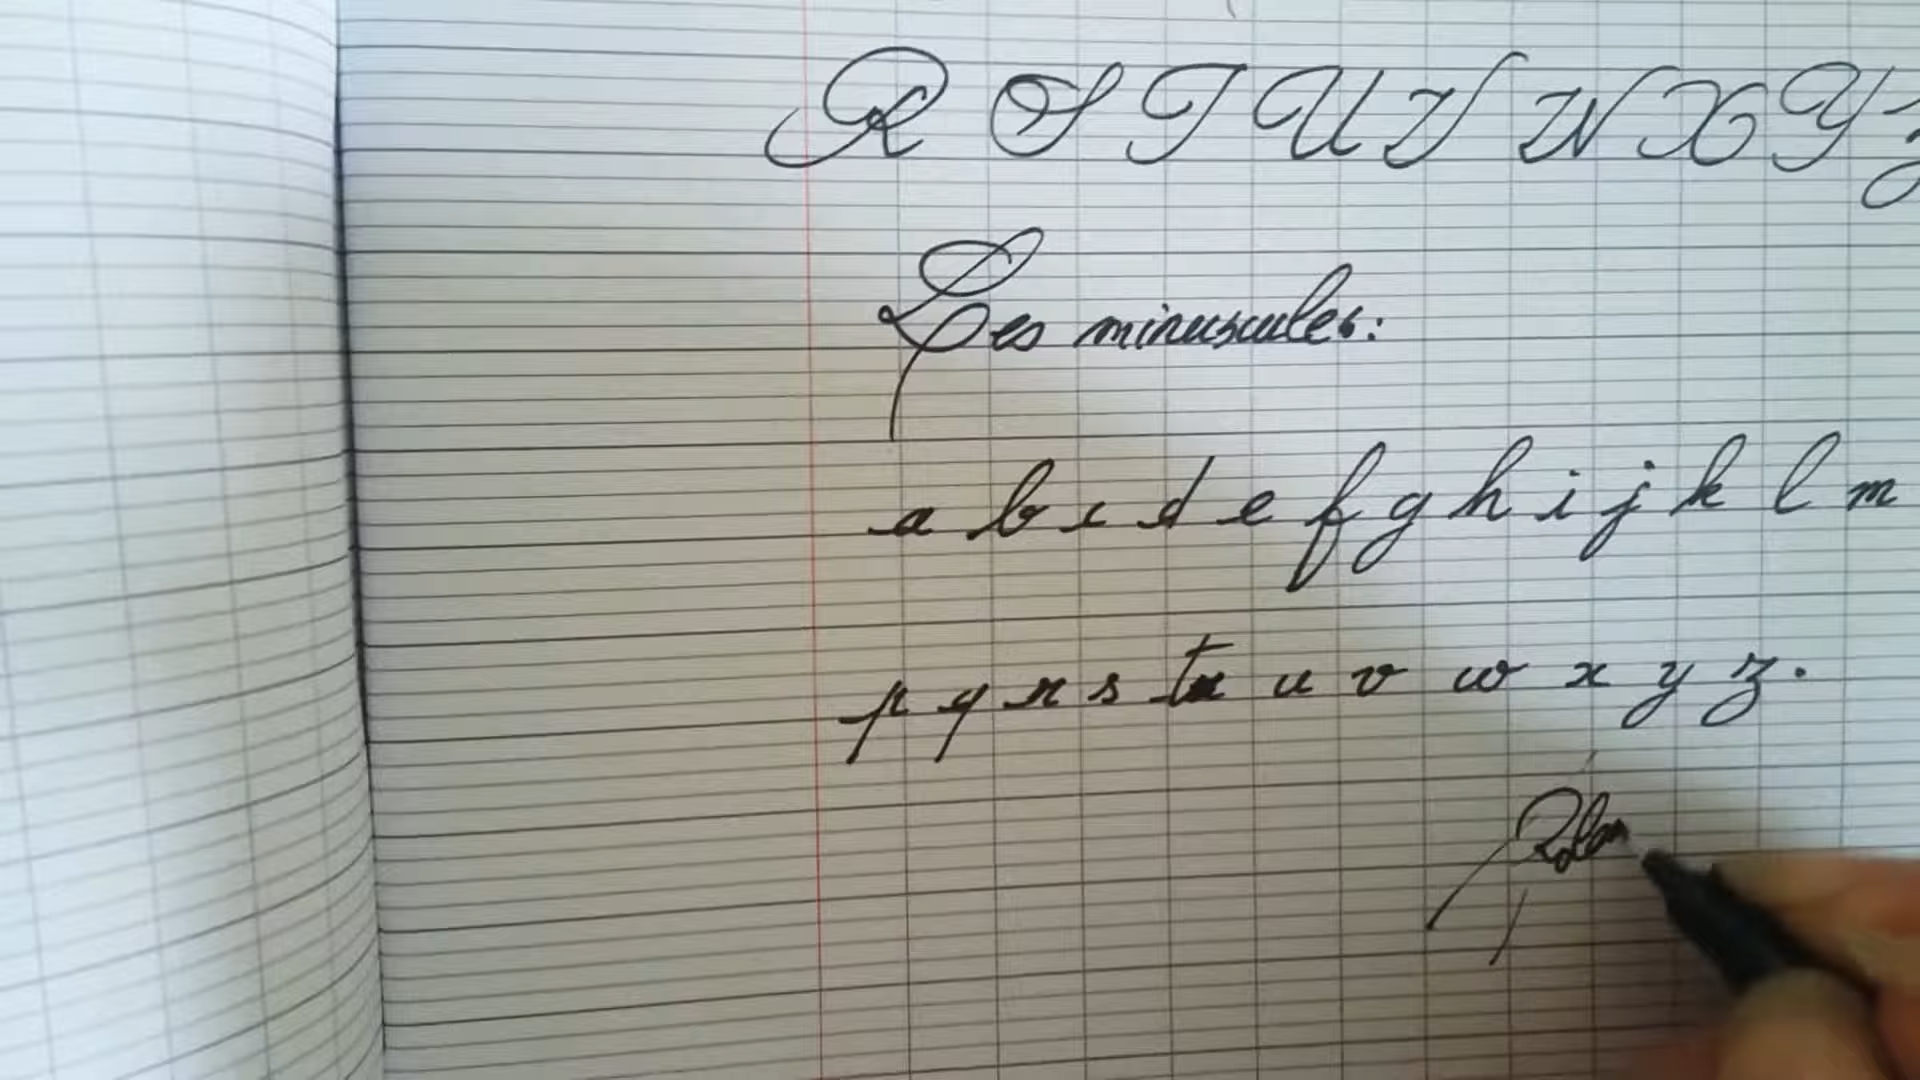 R S T U V W X Y Z
Les minuscules:
a b c d e f g h i j k l m
p q r s t u v w x y z.